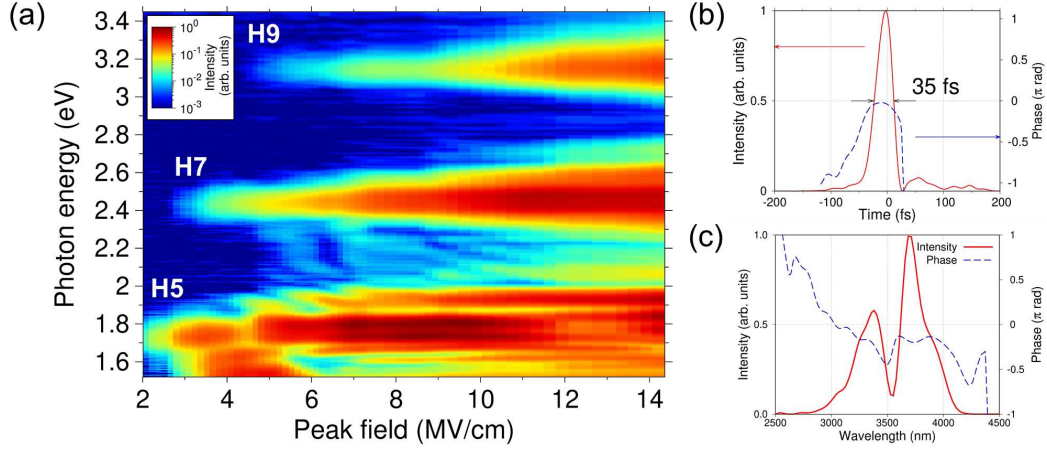 (a)
3.4
3.2
3
2.8
2.6
2.4
2.2
2
1.8
1.6
Photon energy (eV)
10^0
10^-1
10^-2
10^-3
Intensity
(arb. units)
H9
H7
H5
2 4 6 8 10 12 14
Peak field (MV/cm)
(b)
1
0.5
0
Intensity (arb. units)
35 fs
1
0.5
0
-0.5
-1
Phase (π rad)
-200 -100 0 100 200
Time (fs)
(c)
1.0
0.5
0.0
Intensity (arb. units)
Intensity
Phase
1
0.5
0
-0.5
-1
Phase (π rad)
2500 3000 3500 4000 4500
Wavelength (nm)